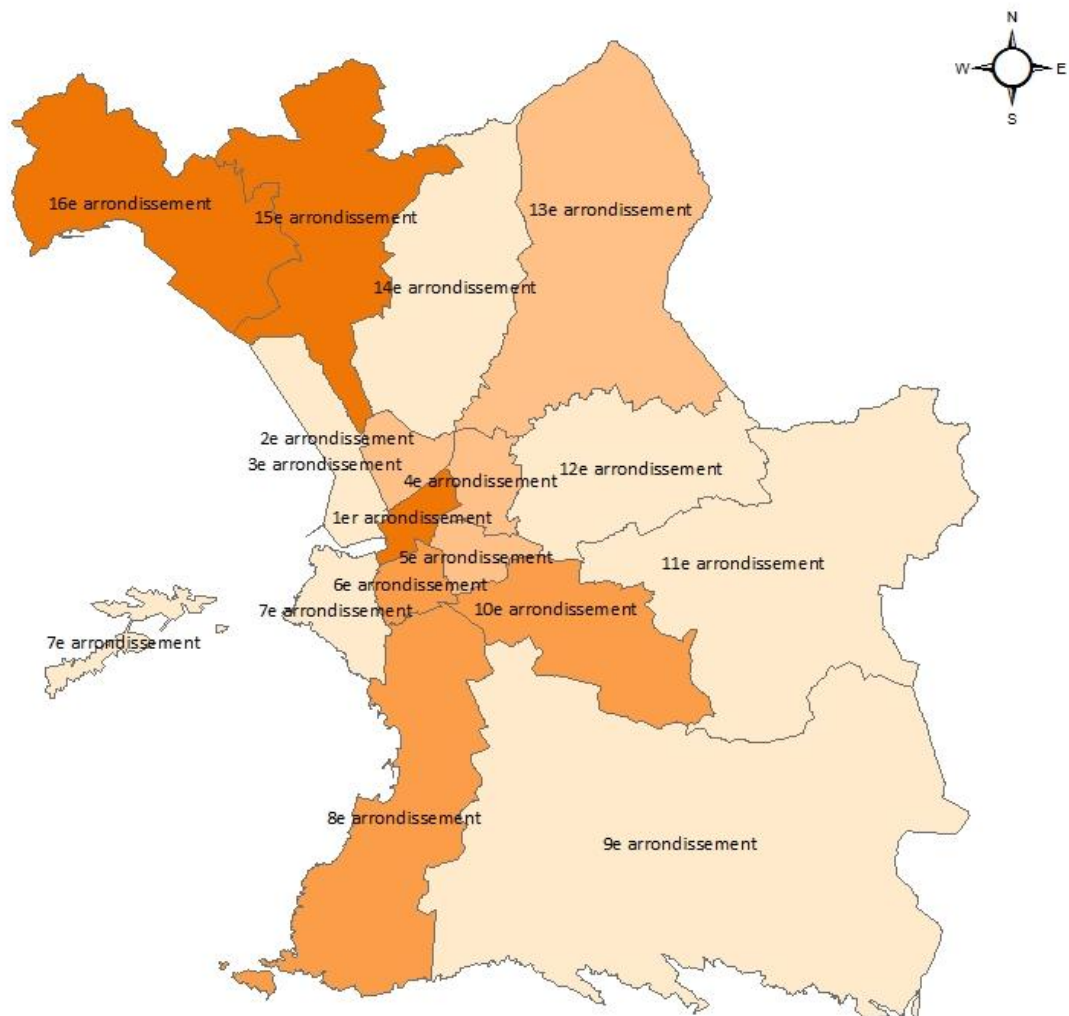 N
W E
S
16e arrondissement
15e arrondissement
13e arrondissement
14e arrondissement
2e arrondissement
3e arrondissement
12e arrondissement
4e arrondissement
1er arrondissement
5e arrondissement
11e arrondissement
6e arrondissement
7e arrondissement
10e arrondissement
7e arrondissement
8e arrondissement
9e arrondissement